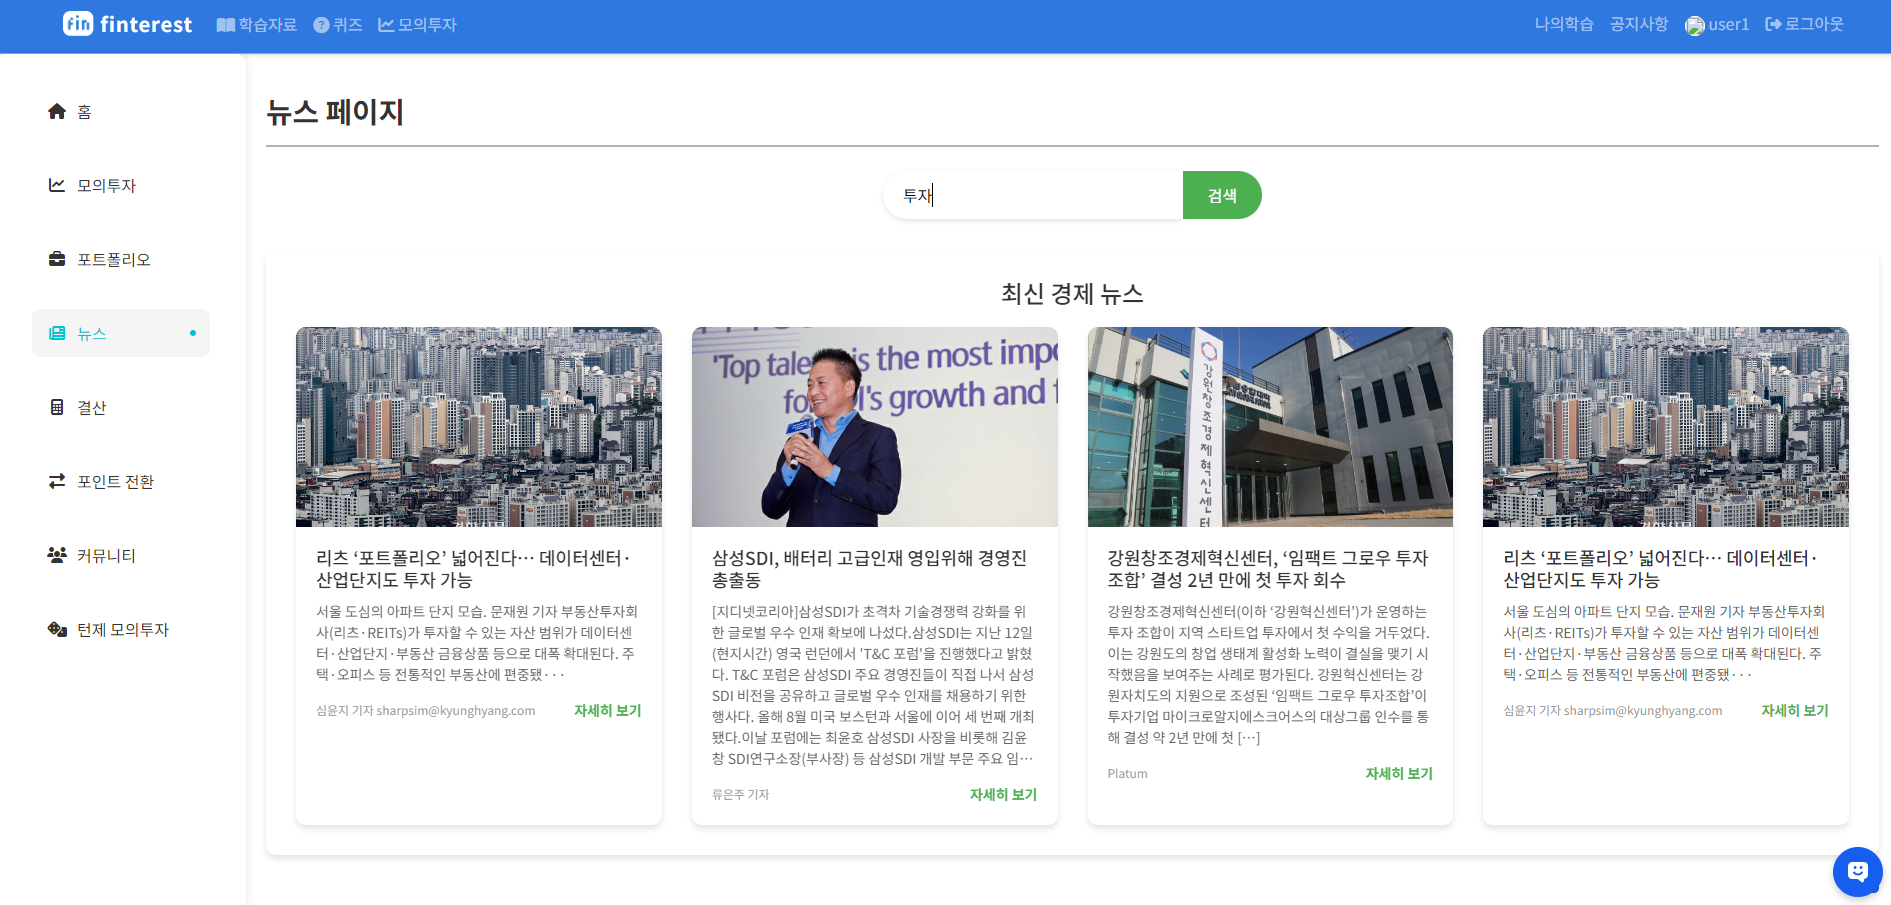 fin finterest 학습자료 퀴즈 모의투자 나의학습 공지사항 user1 로그아웃
홈
모의투자
포트폴리오
뉴스
결산
포인트 전환
커뮤니티
턴제 모의투자
뉴스 페이지
투자 검색
최신 경제 뉴스
리츠 ‘포트폴리오’ 넓어진다… 데이터센터·
산업단지도 투자 가능
서울 도심의 아파트 단지 모습. 문재원 기자 부동산투자회
사(리츠·REITs)가 투자할 수 있는 자산 범위가 데이터센
터·산업단지·부동산 금융상품 등으로 대폭 확대된다. 주
택·오피스 등 전통적인 부동산에 편중됐···
심윤지 기자 sharpsim@kyunghyang.com 자세히 보기
'Top talent is the most impo
for 's growth and f
삼성SDI, 배터리 고급인재 영입위해 경영진
총출동
[지디넷코리아]삼성SDI가 초격차 기술경쟁력 강화를 위
한 글로벌 우수 인재 확보에 나섰다.삼성SDI는 지난 12일
(현지시간) 영국 런던에서 'T&C 포럼'을 진행했다고 밝혔
다. T&C 포럼은 삼성SDI 주요 경영진들이 직접 나서 삼성
SDI 비전을 공유하고 글로벌 우수 인재를 채용하기 위한
행사다. 올해 8월 미국 보스턴과 서울에 이어 세 번째 개최
됐다.이날 포럼에는 최윤호 삼성SDI 사장을 비롯해 김윤
창 SDI연구소장(부사장) 등 삼성SDI 개발 부문 주요 임…
류은주 기자 자세히 보기
강원창조경제혁신센터
강원창조경제혁신센터, ‘임팩트 그로우 투자
조합’ 결성 2년 만에 첫 투자 회수
강원창조경제혁신센터(이하 ‘강원혁신센터’)가 운영하는
투자 조합이 지역 스타트업 투자에서 첫 수익을 거두었다.
이는 강원도의 창업 생태계 활성화 노력이 결실을 맺기 시
작했음을 보여주는 사례로 평가된다. 강원혁신센터는 강
원자치도의 지원으로 조성된 ‘임팩트 그로우 투자조합’이
투자기업 마이크로알지에스크어스의 대상그룹 인수를 통
해 결성 약 2년 만에 첫 […]
Platum 자세히 보기
리츠 ‘포트폴리오’ 넓어진다… 데이터센터·
산업단지도 투자 가능
서울 도심의 아파트 단지 모습. 문재원 기자 부동산투자회
사(리츠·REITs)가 투자할 수 있는 자산 범위가 데이터센
터·산업단지·부동산 금융상품 등으로 대폭 확대된다. 주
택·오피스 등 전통적인 부동산에 편중됐···
심윤지 기자 sharpsim@kyunghyang.com 자세히 보기